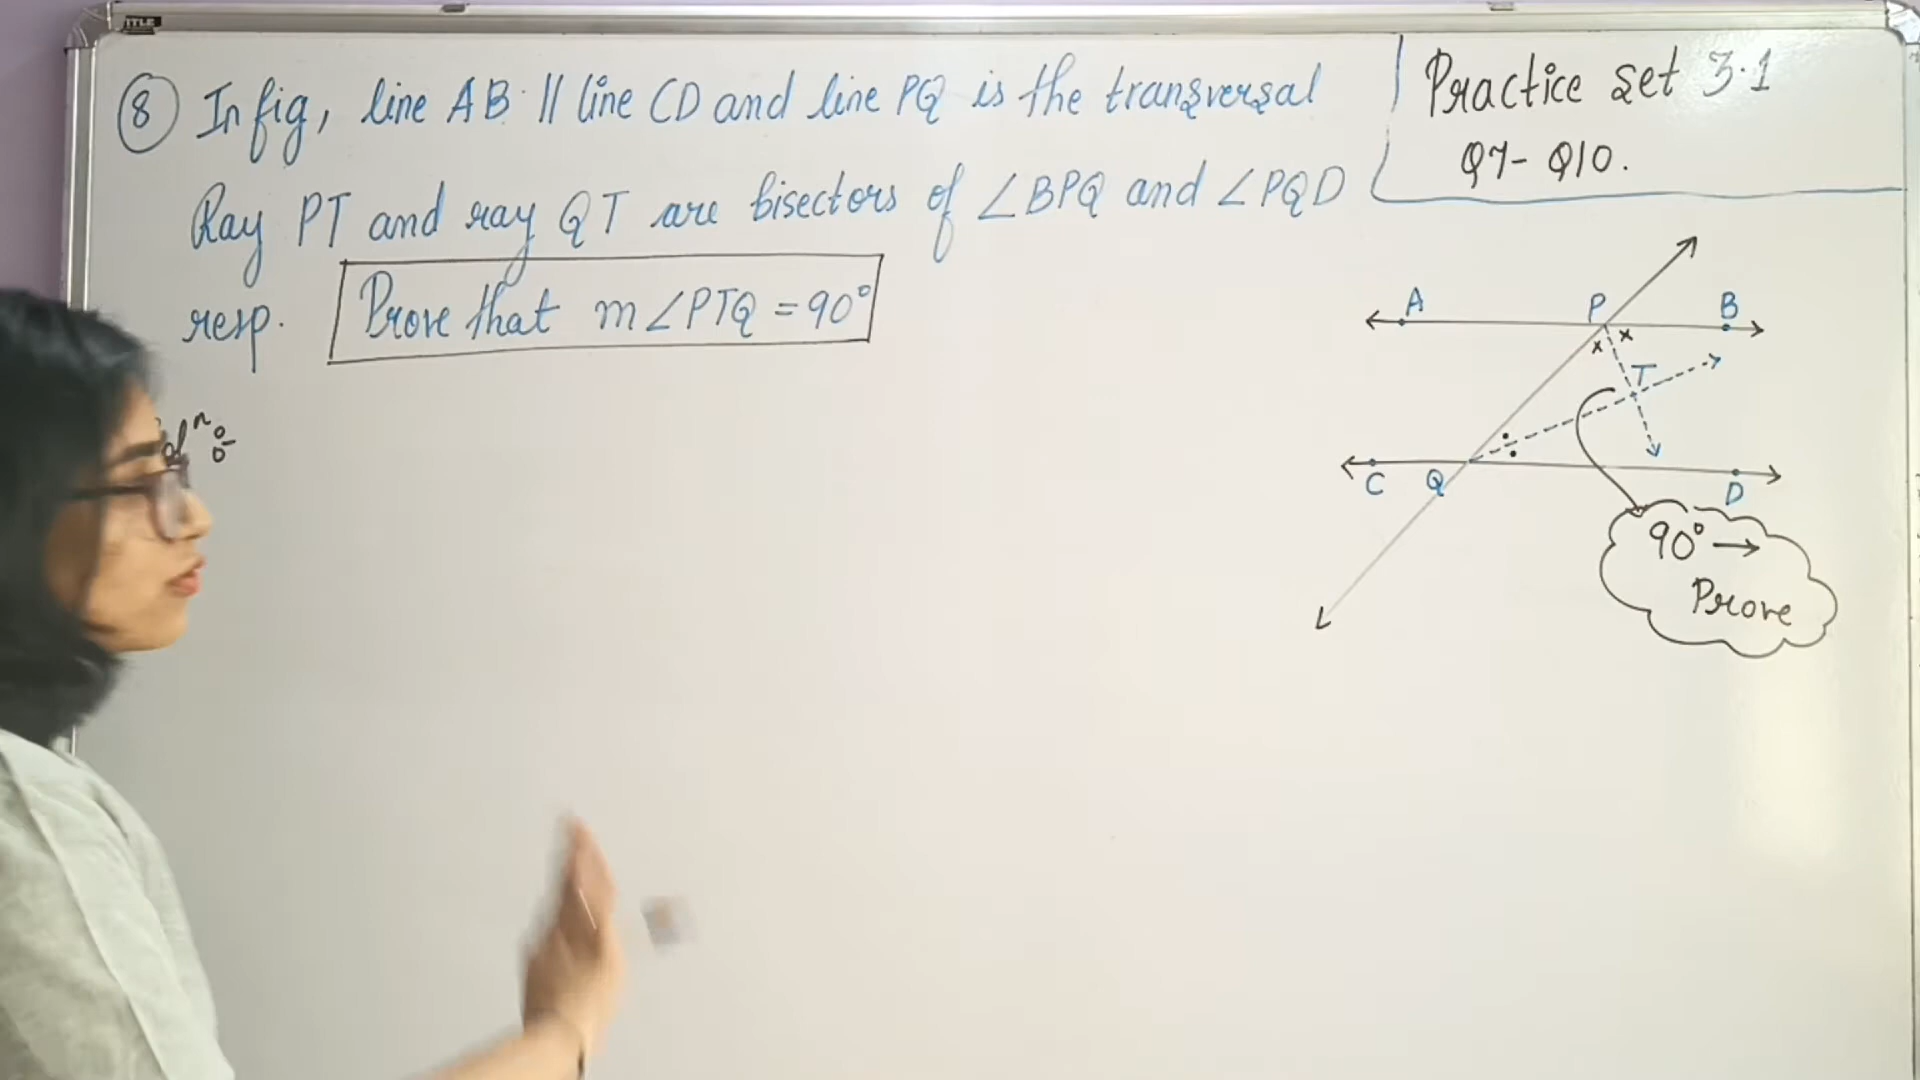 8 In fig, line AB || line CD and line PQ is the transversal
Ray PT and ray QT are bisectors of ∠BPQ and ∠PQD
resp. Prove that m∠PTQ = 90°
Practice set 3.1
Q7- Q10.
A P B
x x
T
C Q D
90° →
Prove